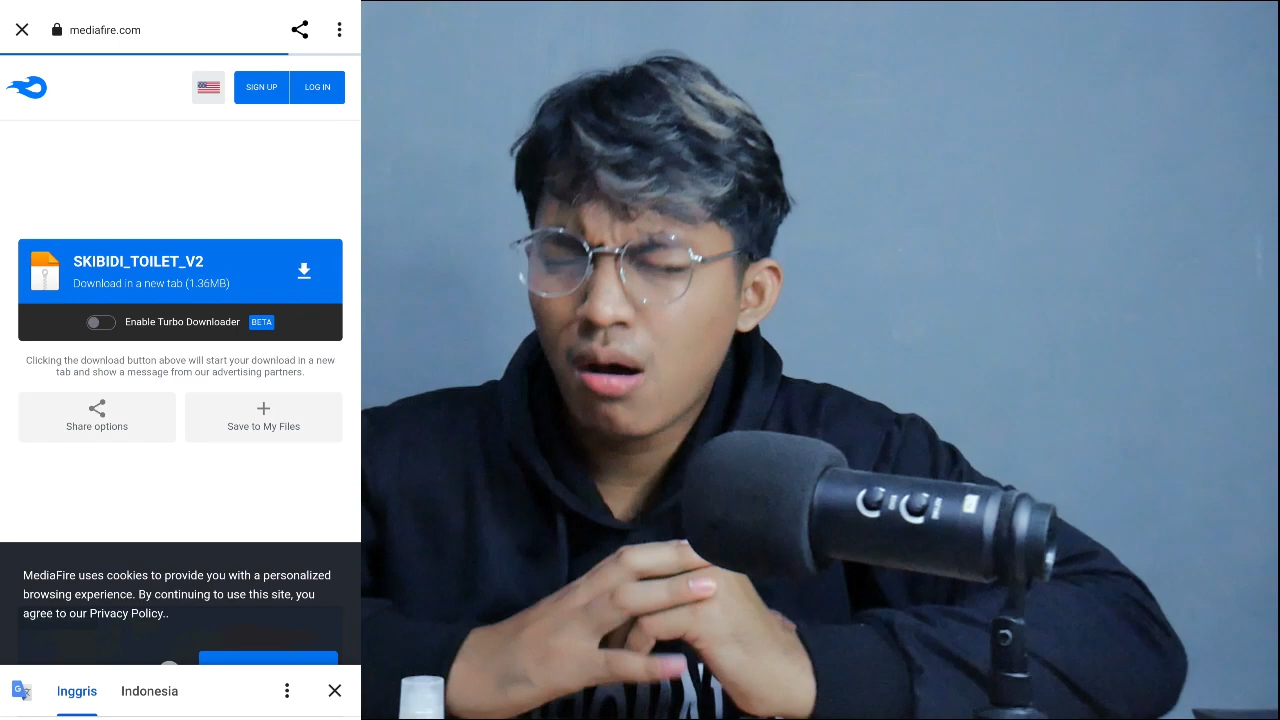 mediafire.com
SIGN UP
LOG IN
SKIBIDI_TOILET_V2
Download in a new tab (1.36MB)
Enable Turbo Downloader BETA
Clicking the download button above will start your download in a new
tab and show a message from our advertising partners.
Share options
Save to My Files
MediaFire uses cookies to provide you with a personalized
browsing experience. By continuing to use this site, you
agree to our Privacy Policy..
Inggris
Indonesia